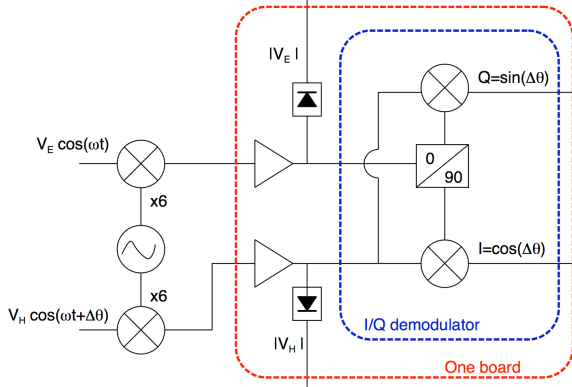 |V_E|
Q=sin(Δθ)
V_E cos(ωt)
0
90
x6
x6
I=cos(Δθ)
V_H cos(ωt+Δθ)
I/Q demodulator
|V_H|
One board